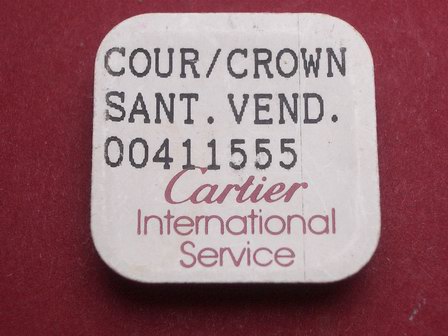 COUR/CROWN
SANT. VEND.
00411555
Cartier
International
Service